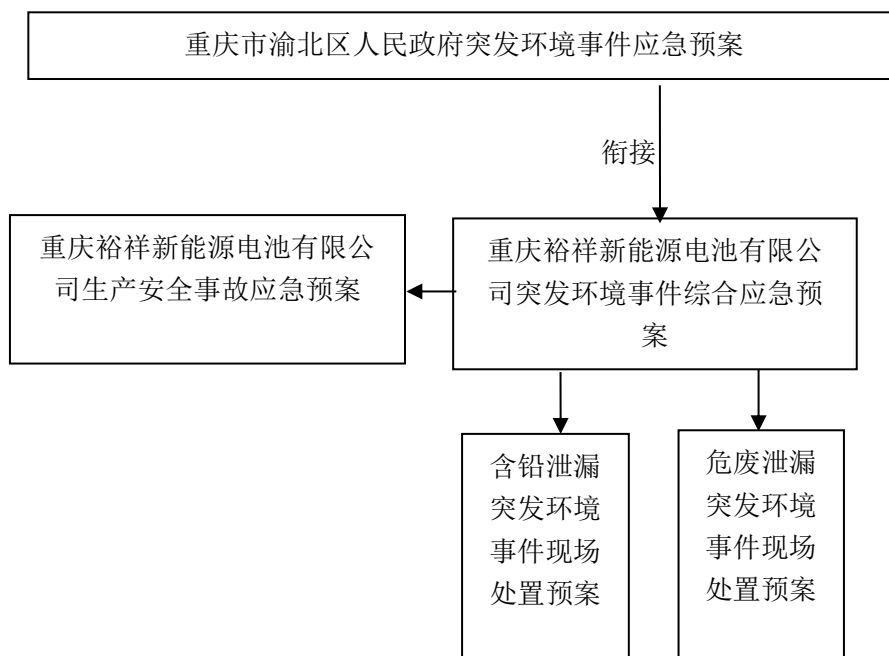 重庆市渝北区人民政府突发环境事件应急预案
衔接
重庆裕祥新能源电池有限公
司生产安全事故应急预案
重庆裕祥新能源电池有限公
司突发环境事件综合应急预
案
含铅泄漏
突发环境
事件现场
处置预案
危废泄漏
突发环境
事件现场
处置预案